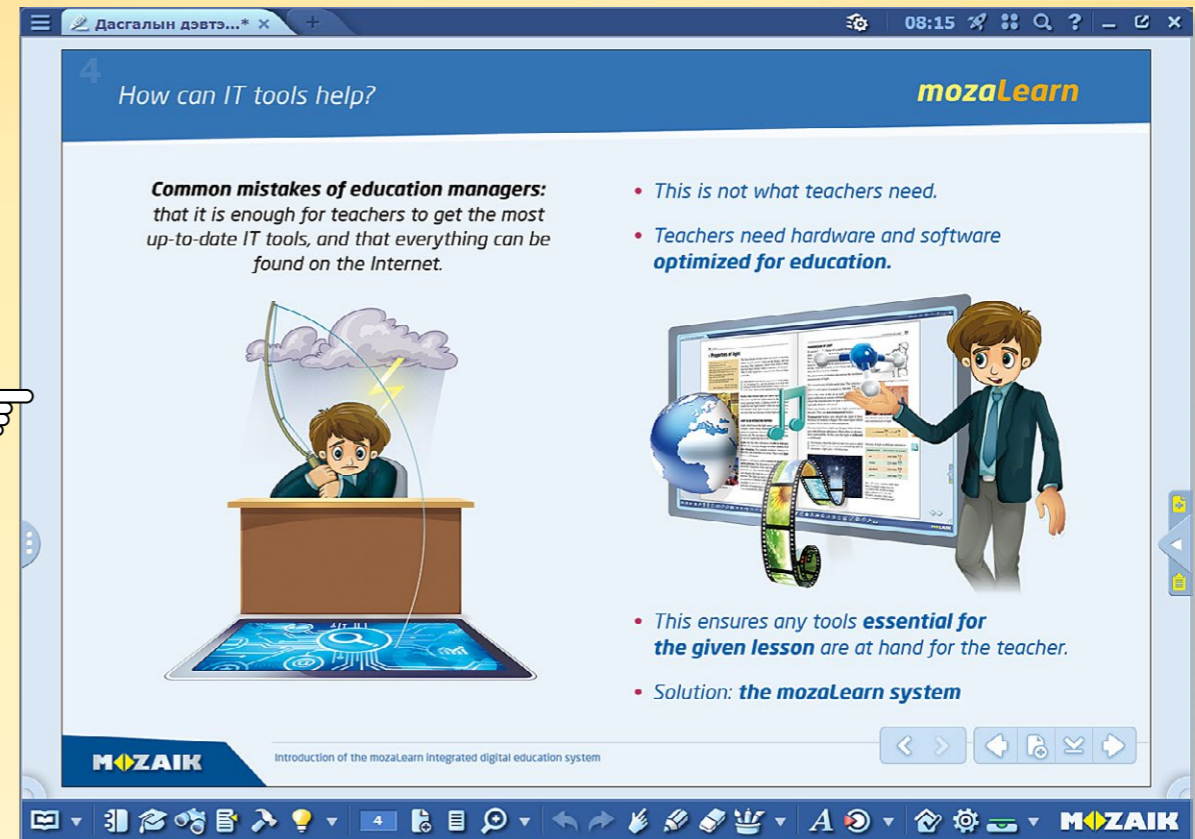 Дасгалын дэвтэ...*
08:15
4
How can IT tools help?
mozaLearn
Common mistakes of education managers:
that it is enough for teachers to get the most
up-to-date IT tools, and that everything can be
found on the Internet.
• This is not what teachers need.
• Teachers need hardware and software
optimized for education.
Properties of light
MOZAIK
• This ensures any tools essential for
the given lesson are at hand for the teacher.
• Solution: the mozaLearn system
MOZAIK
Introduction of the mozaLearn integrated digital education system
4
A
MOZAIK